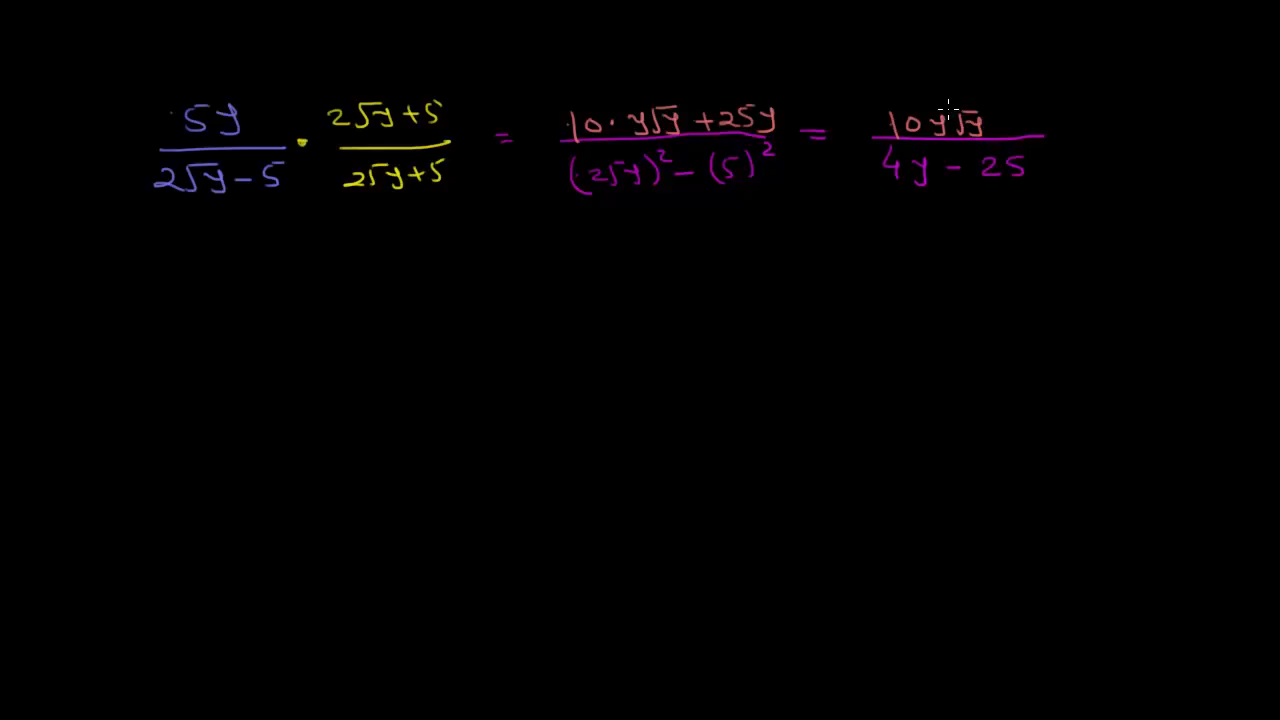 5y / (2√y − 5) · (2√y + 5) / (2√y + 5) = (10 · y√y + 25y) / ((2√y)² − (5)²) = 10y√y / (4y − 25)